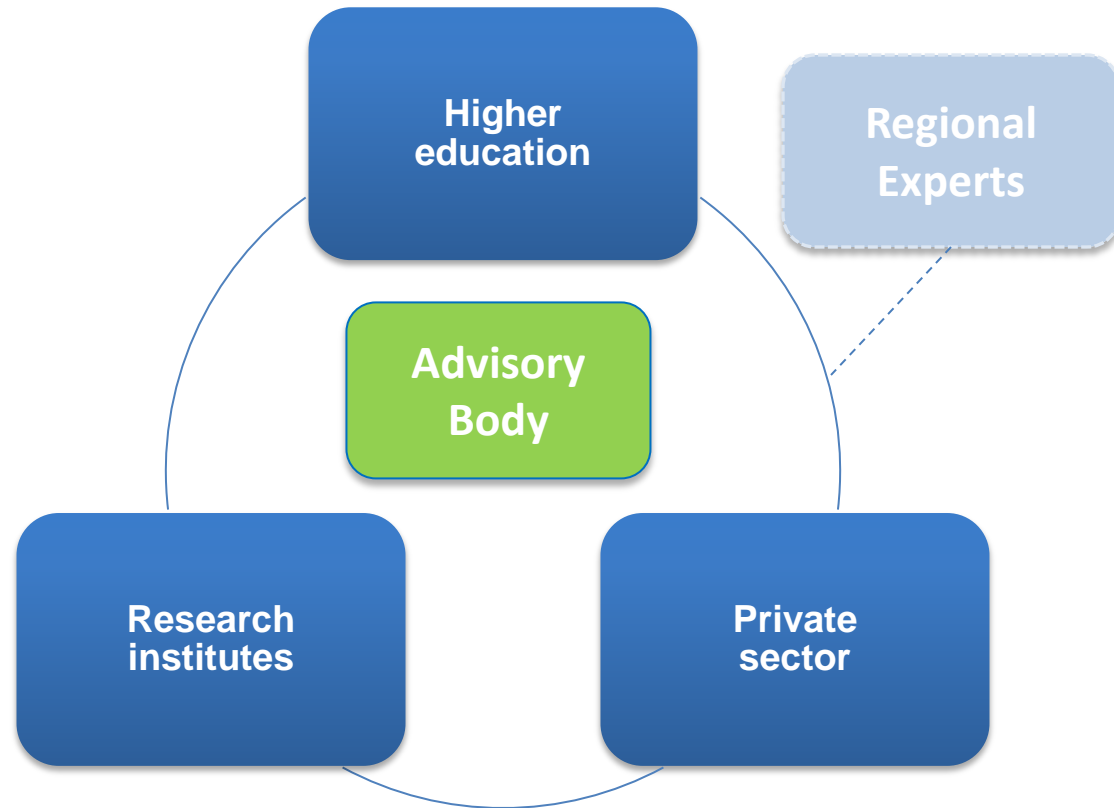 Higher
education
Regional
Experts
Advisory
Body
Research
institutes
Private
sector